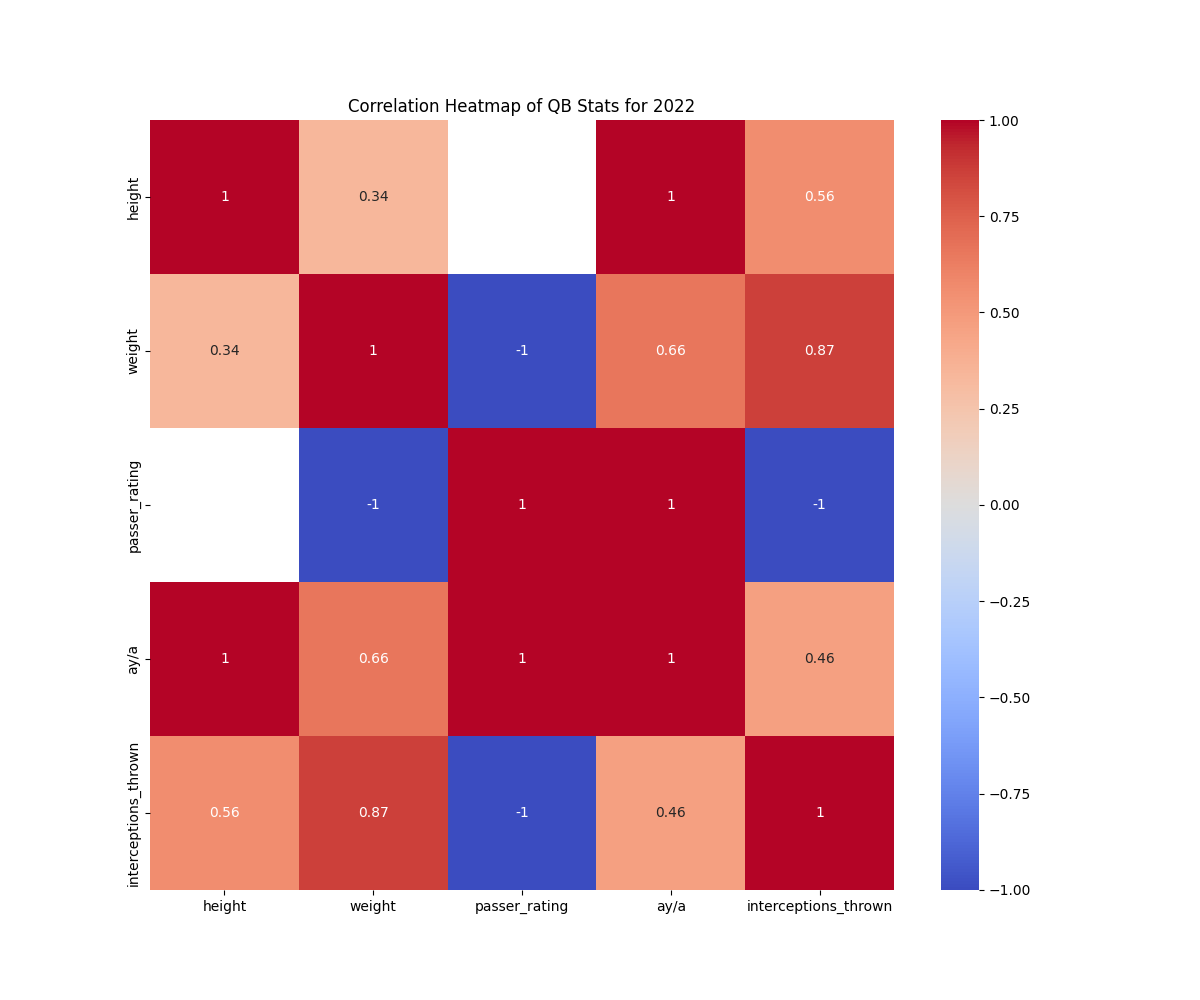 Correlation Heatmap of QB Stats for 2022
height
1
0.34
1
0.56
weight
0.34
1
-1
0.66
0.87
passer_rating
-1
1
1
-1
ay/a
1
0.66
1
1
0.46
interceptions_thrown
0.56
0.87
-1
0.46
1
height
weight
passer_rating
ay/a
interceptions_thrown
1.00
0.75
0.50
0.25
0.00
−0.25
−0.50
−0.75
−1.00